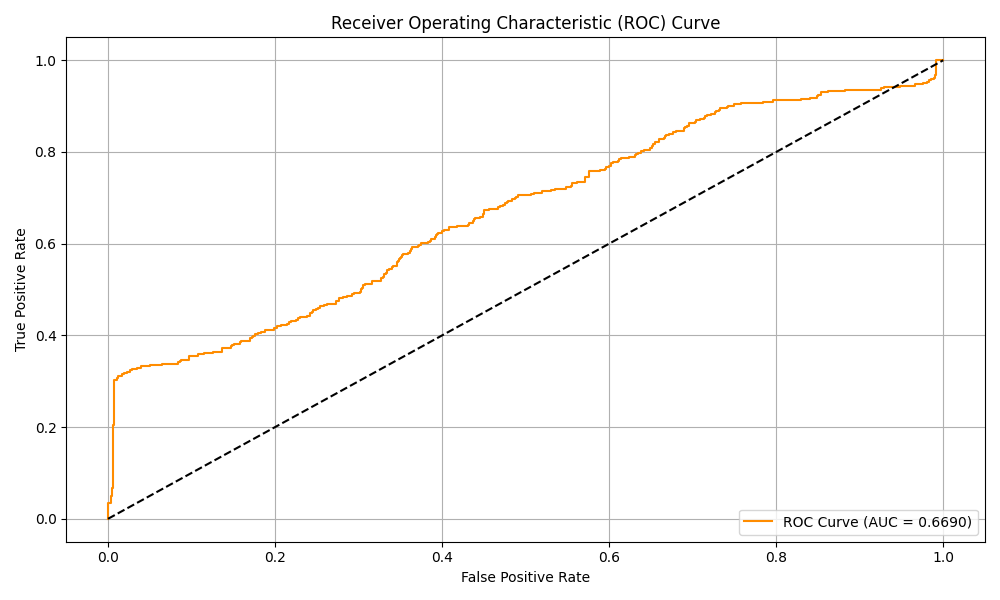 Receiver Operating Characteristic (ROC) Curve
1.0
0.8
0.6
0.4
0.2
0.0
True Positive Rate
0.0 0.2 0.4 0.6 0.8 1.0
False Positive Rate
ROC Curve (AUC = 0.6690)